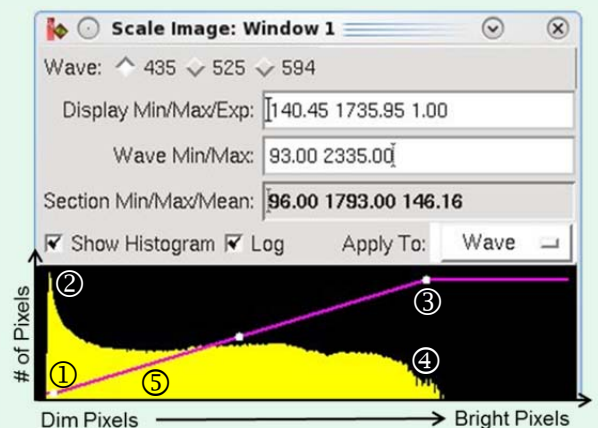 Scale Image: Window 1
Wave: 435 525 594
Display Min/Max/Exp: 140.45 1735.95 1.00
Wave Min/Max: 93.00 2335.00
Section Min/Max/Mean: 96.00 1793.00 146.16
Show Histogram Log Apply To: Wave
# of Pixels
②
③
④
①
⑤
Dim Pixels Bright Pixels